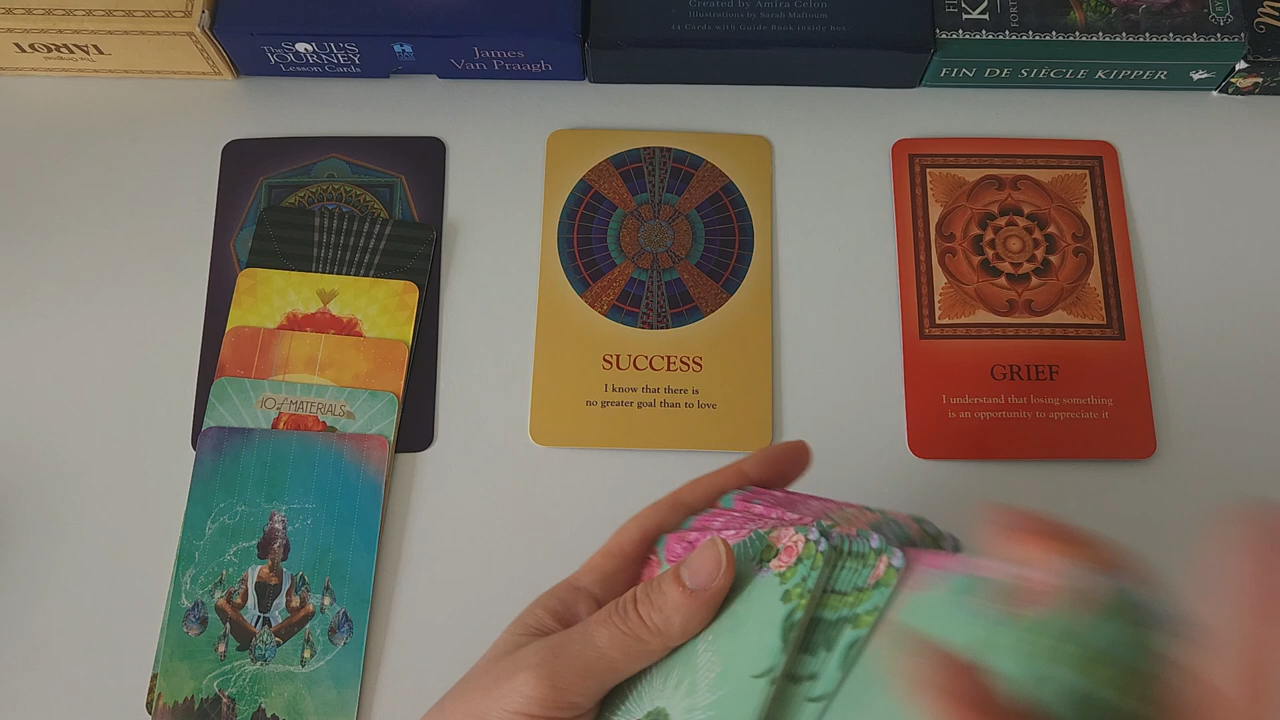 The Original
TAROT
The SOUL'S
JOURNEY
Lesson Cards
HAY
James
Van Praagh
Created by Amira Celon
Illustrations by Sarah Maftoum
44 Cards with Guide Book inside box.
FIN DE SIÈCLE KIPPER
SUCCESS
I know that there is
no greater goal than to love
GRIEF
I understand that losing something
is an opportunity to appreciate it
10 of MATERIALS